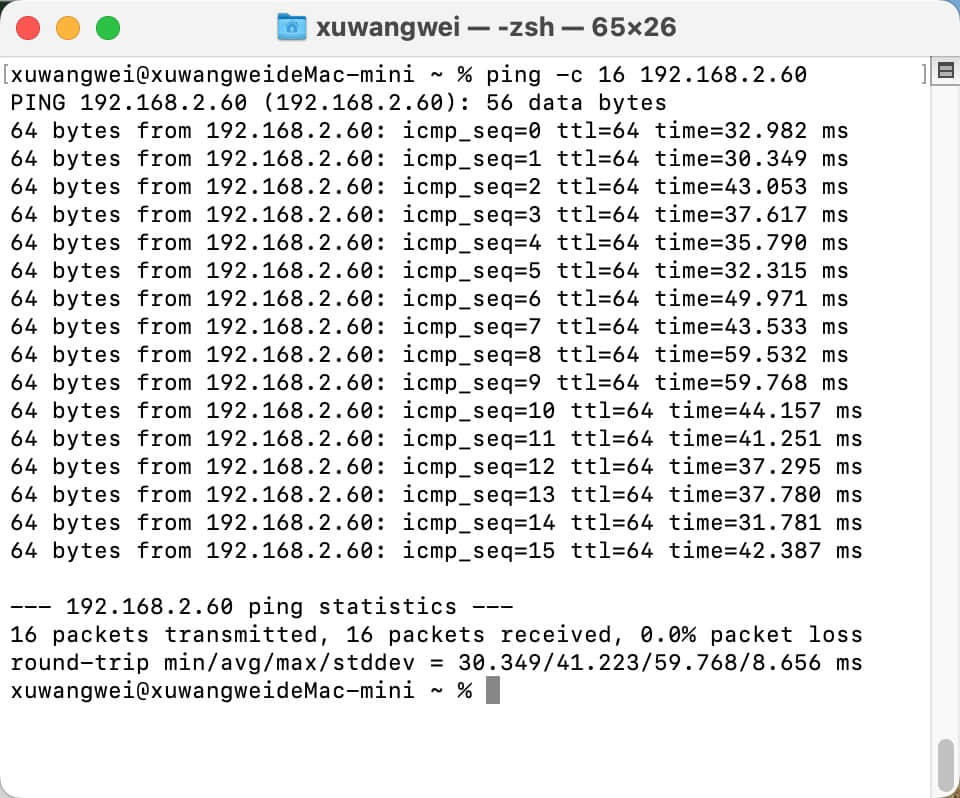 xuwangwei — -zsh — 65×26
[xuwangwei@xuwangweideMac-mini ~ % ping -c 16 192.168.2.60 ]
PING 192.168.2.60 (192.168.2.60): 56 data bytes
64 bytes from 192.168.2.60: icmp_seq=0 ttl=64 time=32.982 ms
64 bytes from 192.168.2.60: icmp_seq=1 ttl=64 time=30.349 ms
64 bytes from 192.168.2.60: icmp_seq=2 ttl=64 time=43.053 ms
64 bytes from 192.168.2.60: icmp_seq=3 ttl=64 time=37.617 ms
64 bytes from 192.168.2.60: icmp_seq=4 ttl=64 time=35.790 ms
64 bytes from 192.168.2.60: icmp_seq=5 ttl=64 time=32.315 ms
64 bytes from 192.168.2.60: icmp_seq=6 ttl=64 time=49.971 ms
64 bytes from 192.168.2.60: icmp_seq=7 ttl=64 time=43.533 ms
64 bytes from 192.168.2.60: icmp_seq=8 ttl=64 time=59.532 ms
64 bytes from 192.168.2.60: icmp_seq=9 ttl=64 time=59.768 ms
64 bytes from 192.168.2.60: icmp_seq=10 ttl=64 time=44.157 ms
64 bytes from 192.168.2.60: icmp_seq=11 ttl=64 time=41.251 ms
64 bytes from 192.168.2.60: icmp_seq=12 ttl=64 time=37.295 ms
64 bytes from 192.168.2.60: icmp_seq=13 ttl=64 time=37.780 ms
64 bytes from 192.168.2.60: icmp_seq=14 ttl=64 time=31.781 ms
64 bytes from 192.168.2.60: icmp_seq=15 ttl=64 time=42.387 ms
--- 192.168.2.60 ping statistics ---
16 packets transmitted, 16 packets received, 0.0% packet loss
round-trip min/avg/max/stddev = 30.349/41.223/59.768/8.656 ms
xuwangwei@xuwangweideMac-mini ~ %